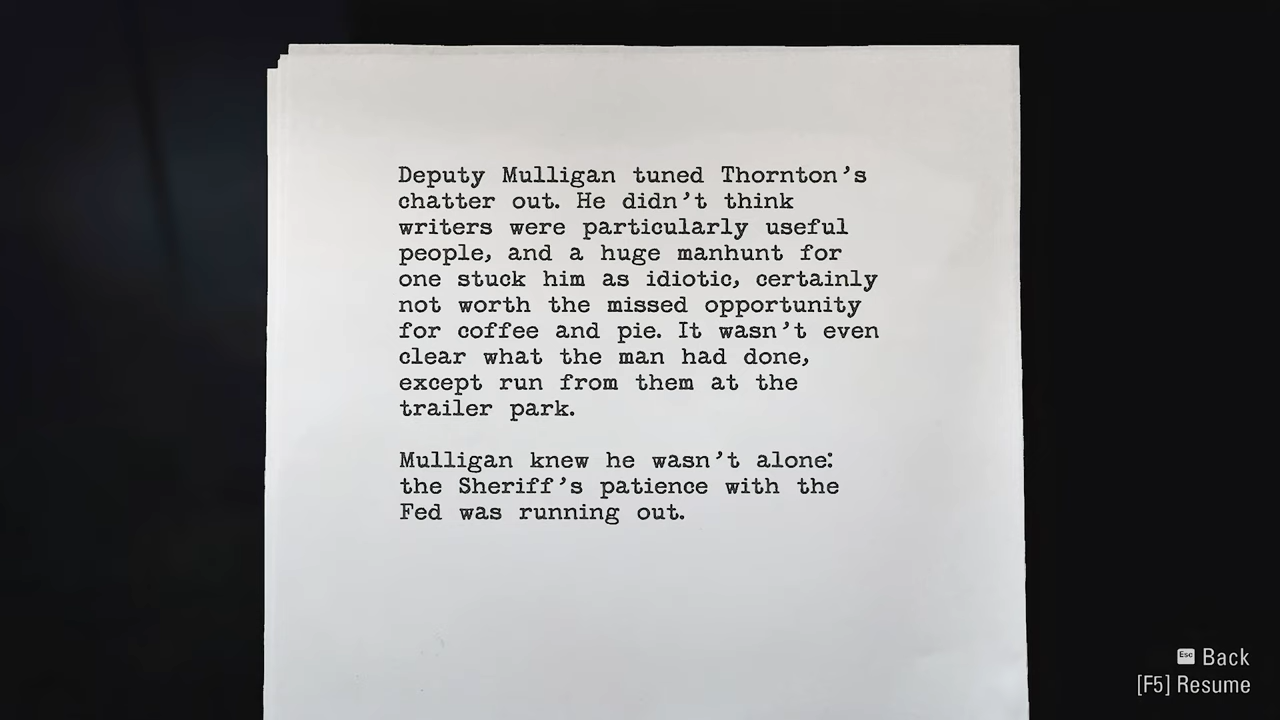 Deputy Mulligan tuned Thornton's
chatter out. He didn't think
writers were particularly useful
people, and a huge manhunt for
one stuck him as idiotic, certainly
not worth the missed opportunity
for coffee and pie. It wasn't even
clear what the man had done,
except run from them at the
trailer park.
Mulligan knew he wasn't alone:
the Sheriff's patience with the
Fed was running out.
Esc Back
[F5] Resume